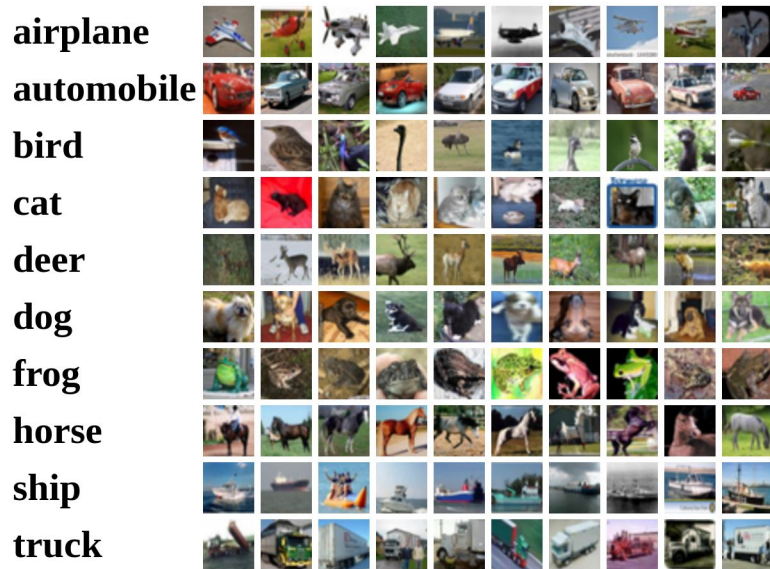 airplane
automobile
bird
cat
deer
dog
frog
horse
ship
truck